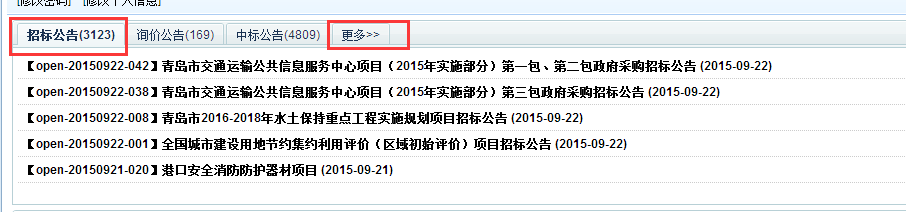 [修改密码] [修改个人信息]
招标公告(3123) 询价公告(169) 中标公告(4809) 更多>>
【open-20150922-042】青岛市交通运输公共信息服务中心项目（2015年实施部分）第一包、第二包政府采购招标公告 (2015-09-22)
【open-20150922-038】青岛市交通运输公共信息服务中心项目（2015年实施部分）第三包政府采购招标公告 (2015-09-22)
【open-20150922-008】青岛市2016-2018年水土保持重点工程实施规划项目招标公告 (2015-09-22)
【open-20150922-001】全国城市建设用地节约集约利用评价（区域初始评价）项目招标公告 (2015-09-22)
【open-20150921-020】港口安全消防防护器材项目 (2015-09-21)